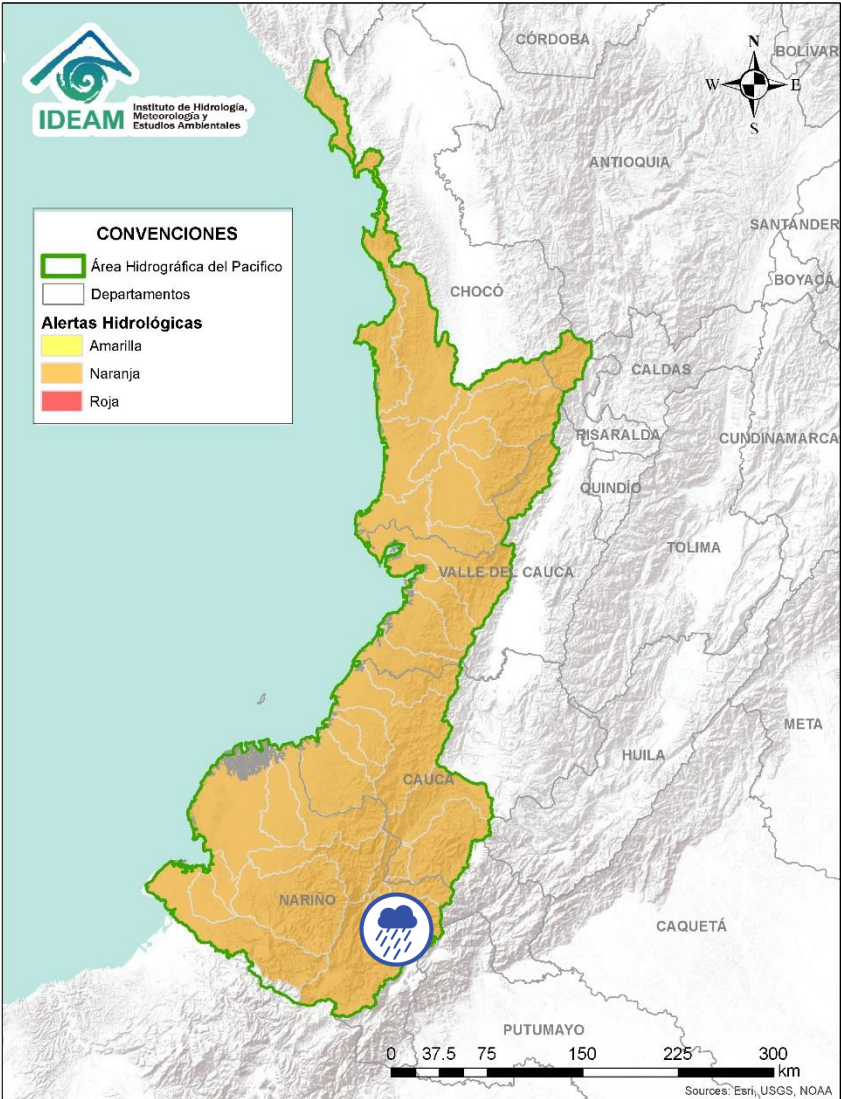 IDEAM
Instituto de Hidrología,
Meteorología y
Estudios Ambientales
N
W
E
S
CÓRDOBA
BOLÍVAR
ANTIOQUIA
SANTANDER
BOYACÁ
CHOCÓ
CALDAS
RISARALDA
CUNDINAMARCA
QUINDÍO
TOLIMA
VALLE DEL CAUCA
META
HUILA
CAUCA
NARIÑO
CAQUETÁ
PUTUMAYO
CONVENCIONES
Área Hidrográfica del Pacifico
Departamentos
Alertas Hidrológicas
Amarilla
Naranja
Roja
0 37.5 75 150 225 300
km
Sources: Esri, USGS, NOAA